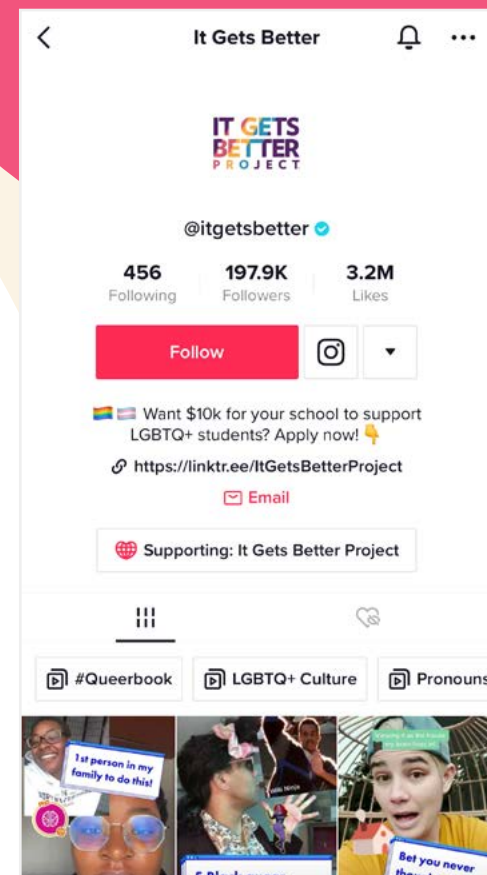 It Gets Better
IT GETS
BETTER
PROJECT
@itgetsbetter
456 197.9K 3.2M
Following Followers Likes
Follow
Want $10k for your school to support
LGBTQ+ students? Apply now!
https://linktr.ee/ItGetsBetterProject
Email
Supporting: It Gets Better Project
#Queerbook LGBTQ+ Culture Pronouns
1st person in my
family to do this!
Willi Ninja
Bet you never